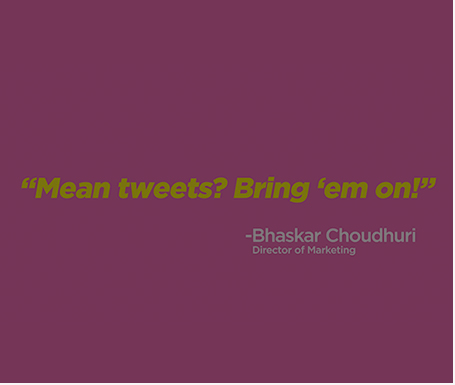 “Mean tweets? Bring ‘em on!”
-Bhaskar Choudhuri
Director of Marketing